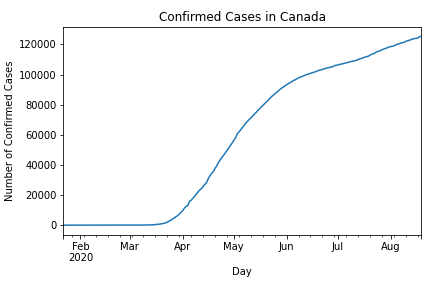 Confirmed Cases in Canada
Number of Confirmed Cases
120000
100000
80000
60000
40000
20000
0
Feb Mar Apr May Jun Jul Aug
2020
Day